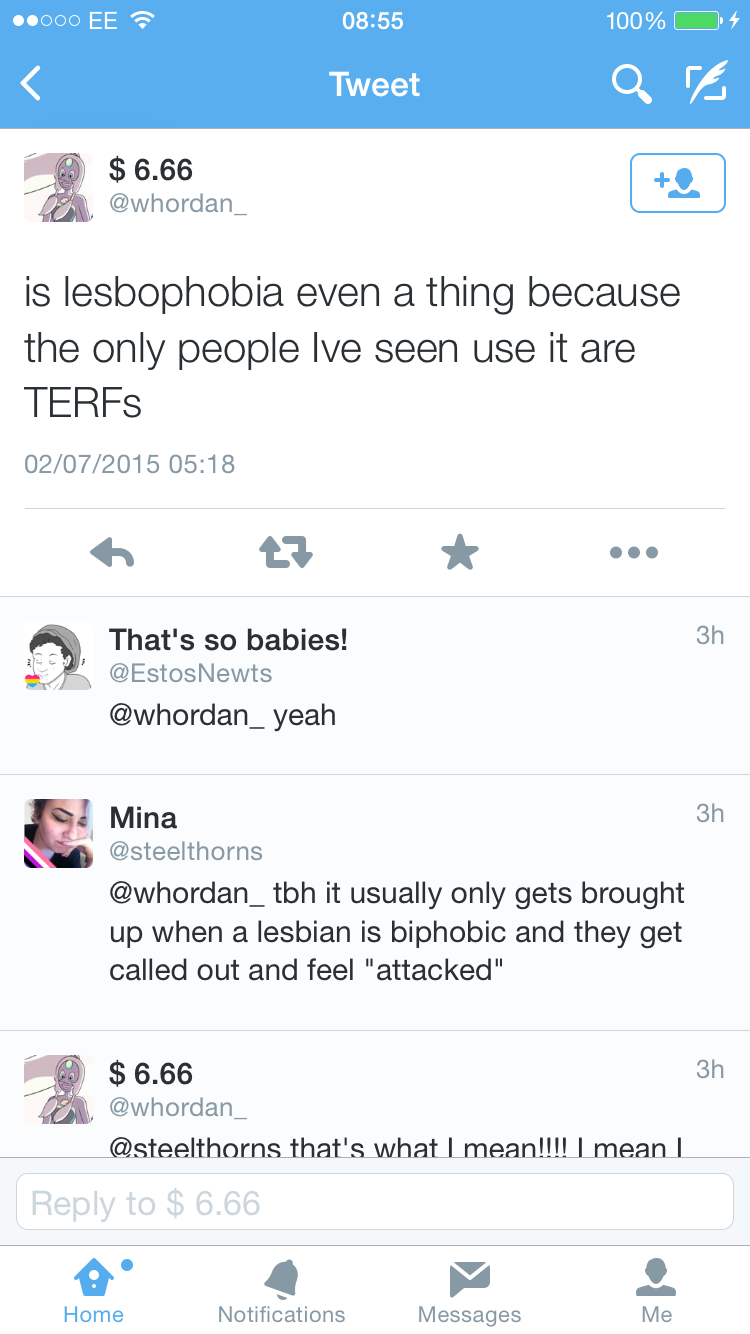 EE 08:55 100%
Tweet
$ 6.66
@whordan_
is lesbophobia even a thing because
the only people Ive seen use it are
TERFs
02/07/2015 05:18
That's so babies! 3h
@EstosNewts
@whordan_ yeah
Mina 3h
@steelthorns
@whordan_ tbh it usually only gets brought
up when a lesbian is biphobic and they get
called out and feel "attacked"
$ 6.66 3h
@whordan_
@steelthorns that's what I mean!!!! I mean I
Reply to $ 6.66
Home Notifications Messages Me